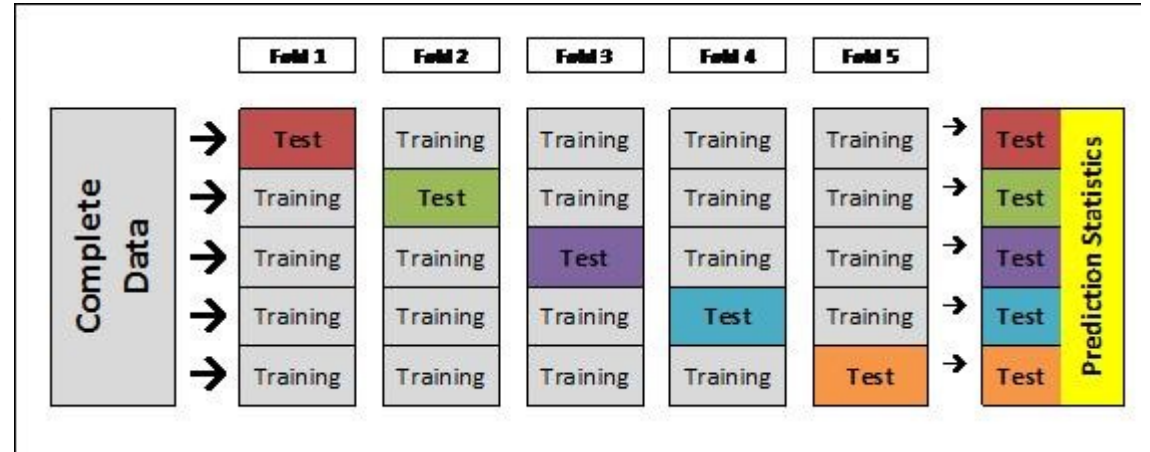 Fold 1 Fold 2 Fold 3 Fold 4 Fold 5
Complete
Data
Test Training Training Training Training Test
Training Test Training Training Training Test
Training Training Test Training Training Test
Training Training Training Test Training Test
Training Training Training Training Test Test
Prediction Statistics